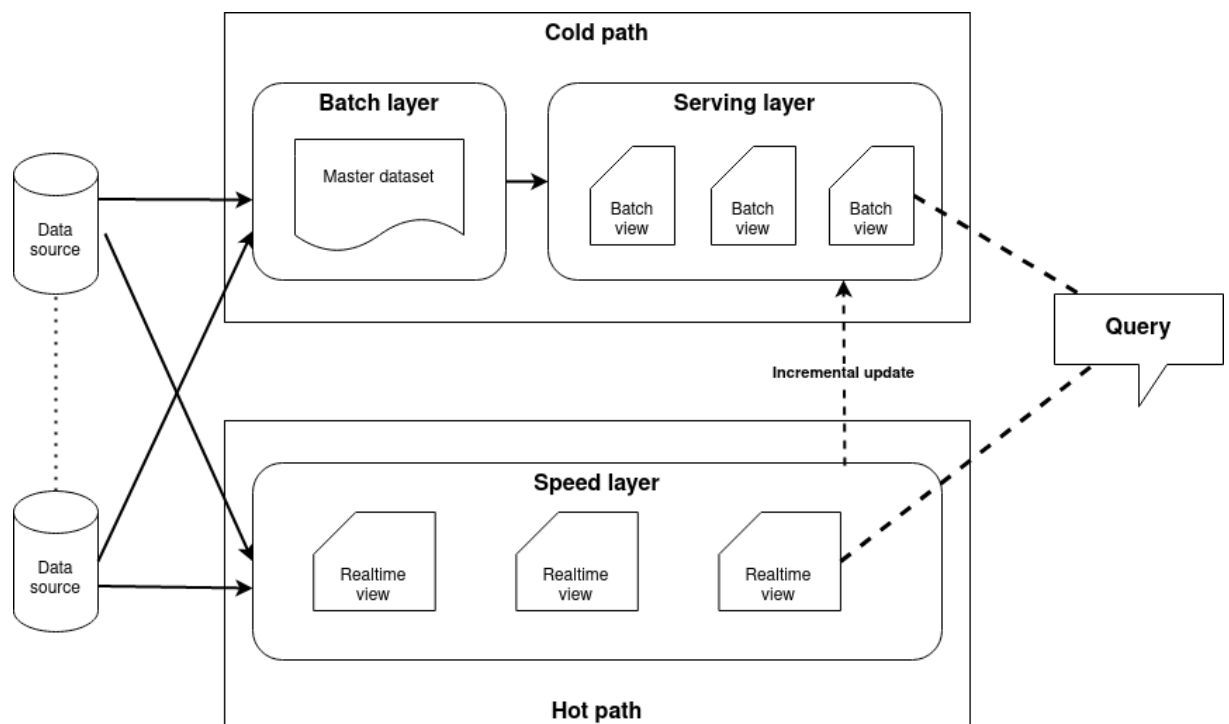 Cold path
Batch layer
Serving layer
Master dataset
Batch
view
Batch
view
Batch
view
Data
source
Query
Incremental update
Speed layer
Data
source
Realtime
view
Realtime
view
Realtime
view
Hot path